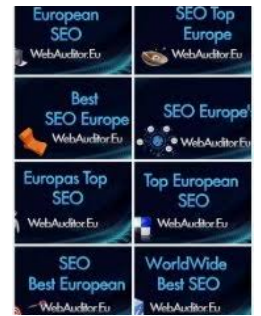 European
SEO
WebAuditor.Eu
SEO Top
Europe
WebAuditor.Eu
Best
SEO Europe
WebAuditor.Eu
SEO Europe'
WebAuditor.Eu
Europas Top
SEO
WebAuditor.Eu
Top European
SEO
WebAuditor.Eu
SEO
Best European
WebAuditor.Eu
WorldWide
Best SEO
WebAuditor.Eu